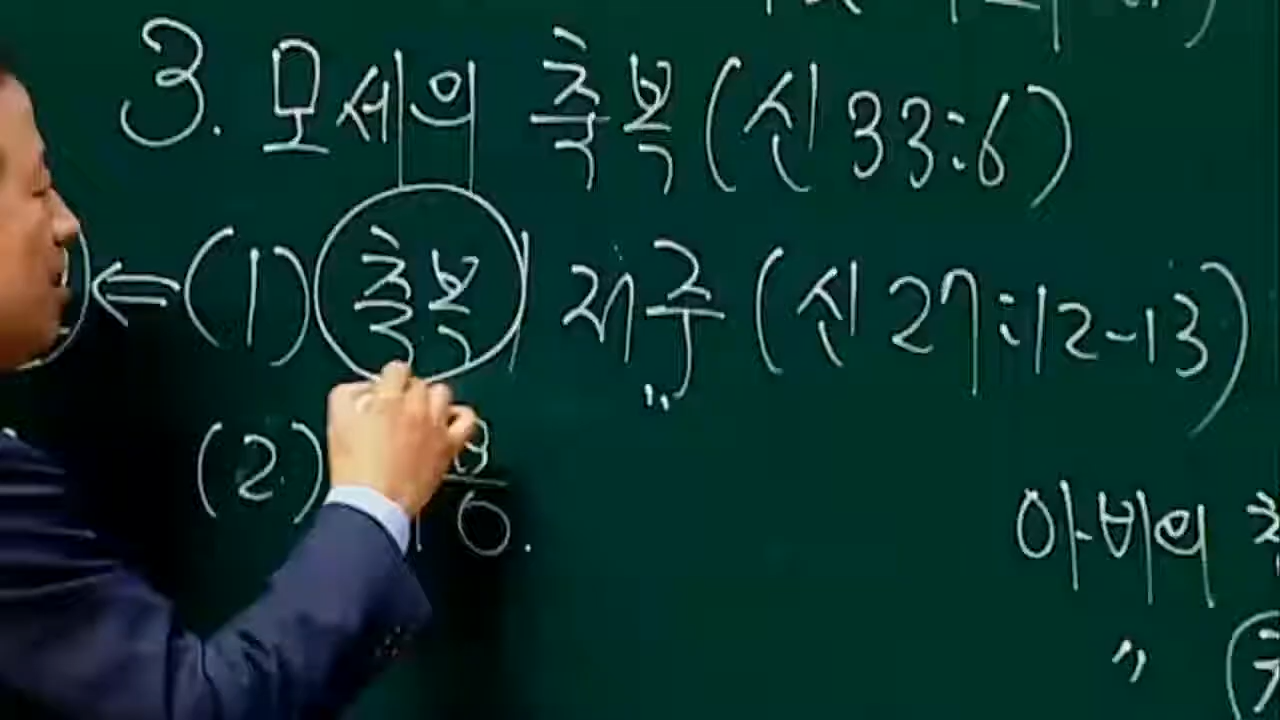 3. 모세의 축복 (신 33:6)
⇐ (1) 축복 저주 (신 27:12-13)
(2)
아비의
〃